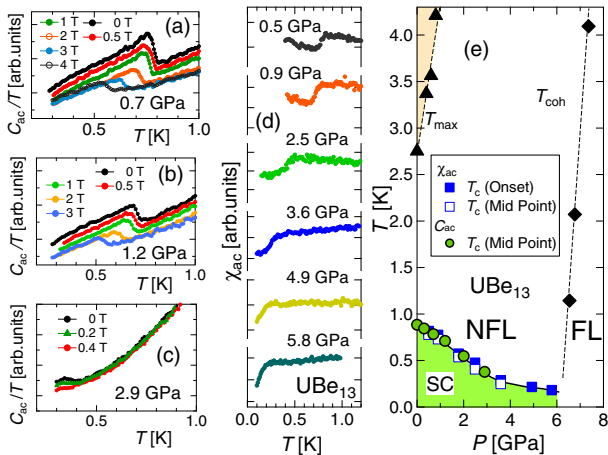 (a)
1 T 0 T
2 T 0.5 T
3 T
4 T
0.7 GPa
C_ac/T [arb.units]
0.5 1.0
T [K]
(b)
0 T
1 T 0.5 T
2 T
3 T
1.2 GPa
C_ac/T [arb.units]
0.5 1.0
T [K]
0 T
0.2 T
0.4 T
(c)
2.9 GPa
C_ac/T [arb.units]
0.5 1.0
T [K]
0.5 GPa
0.9 GPa
(d)
2.5 GPa
3.6 GPa
4.9 GPa
5.8 GPa
UBe13
χ_ac [arb.units]
0.0 0.5 1.0
T [K]
(e)
4.0
3.5
3.0
2.5
2.0
1.5
1.0
0.5
0.0
T [K]
T_max
T_coh
χ_ac
T_c (Onset)
T_c (Mid Point)
C_ac
T_c (Mid Point)
UBe13
NFL FL
SC
0 2 4 6 8
P [GPa]